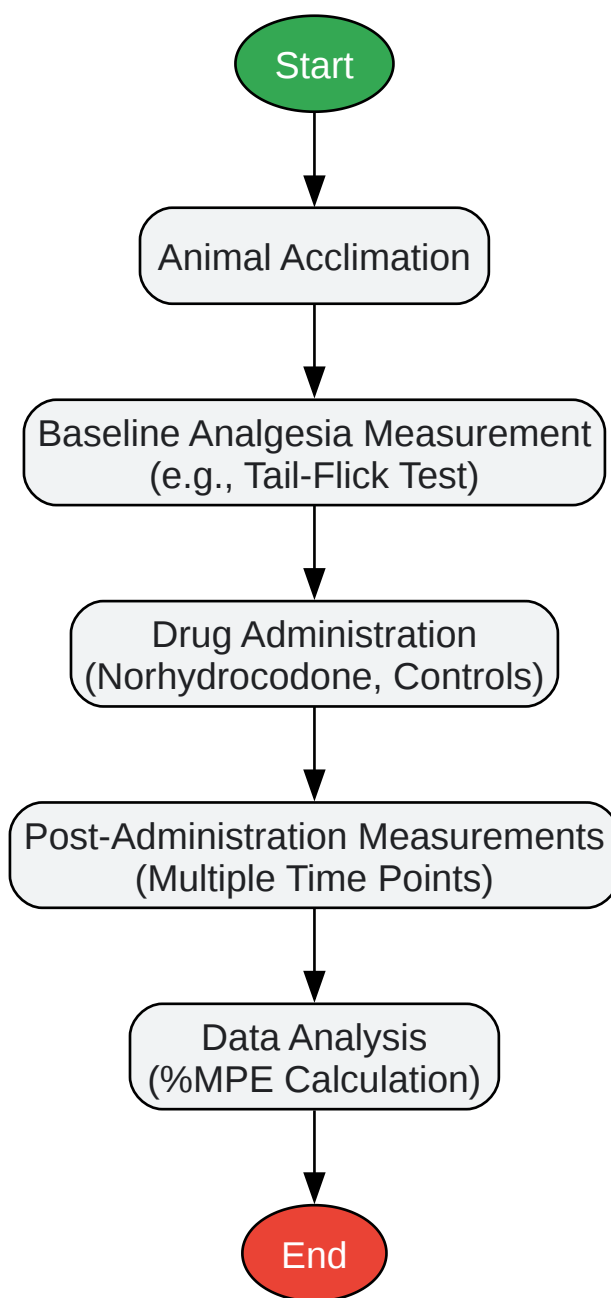 Start
Animal Acclimation
Baseline Analgesia Measurement
(e.g., Tail-Flick Test)
Drug Administration
(Norhydrocodone, Controls)
Post-Administration Measurements
(Multiple Time Points)
Data Analysis
(%MPE Calculation)
End